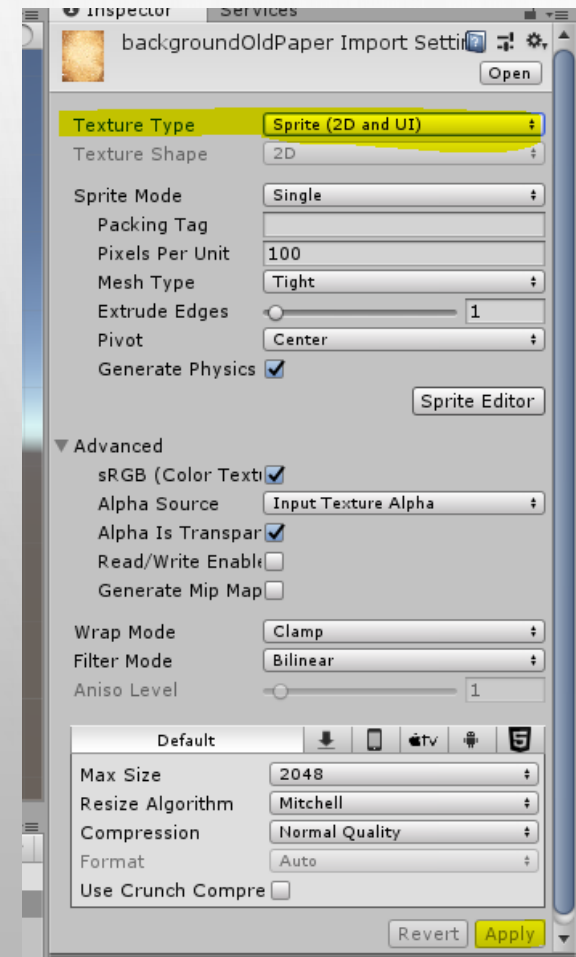 Inspector Services
backgroundOldPaper Import Settin
Open
Texture Type Sprite (2D and UI)
Texture Shape 2D
Sprite Mode Single
Packing Tag
Pixels Per Unit 100
Mesh Type Tight
Extrude Edges 1
Pivot Center
Generate Physics
Sprite Editor
Advanced
sRGB (Color Textu
Alpha Source Input Texture Alpha
Alpha Is Transpar
Read/Write Enable
Generate Mip Map
Wrap Mode Clamp
Filter Mode Bilinear
Aniso Level 1
Default tv 5
Max Size 2048
Resize Algorithm Mitchell
Compression Normal Quality
Format Auto
Use Crunch Compre
Revert Apply